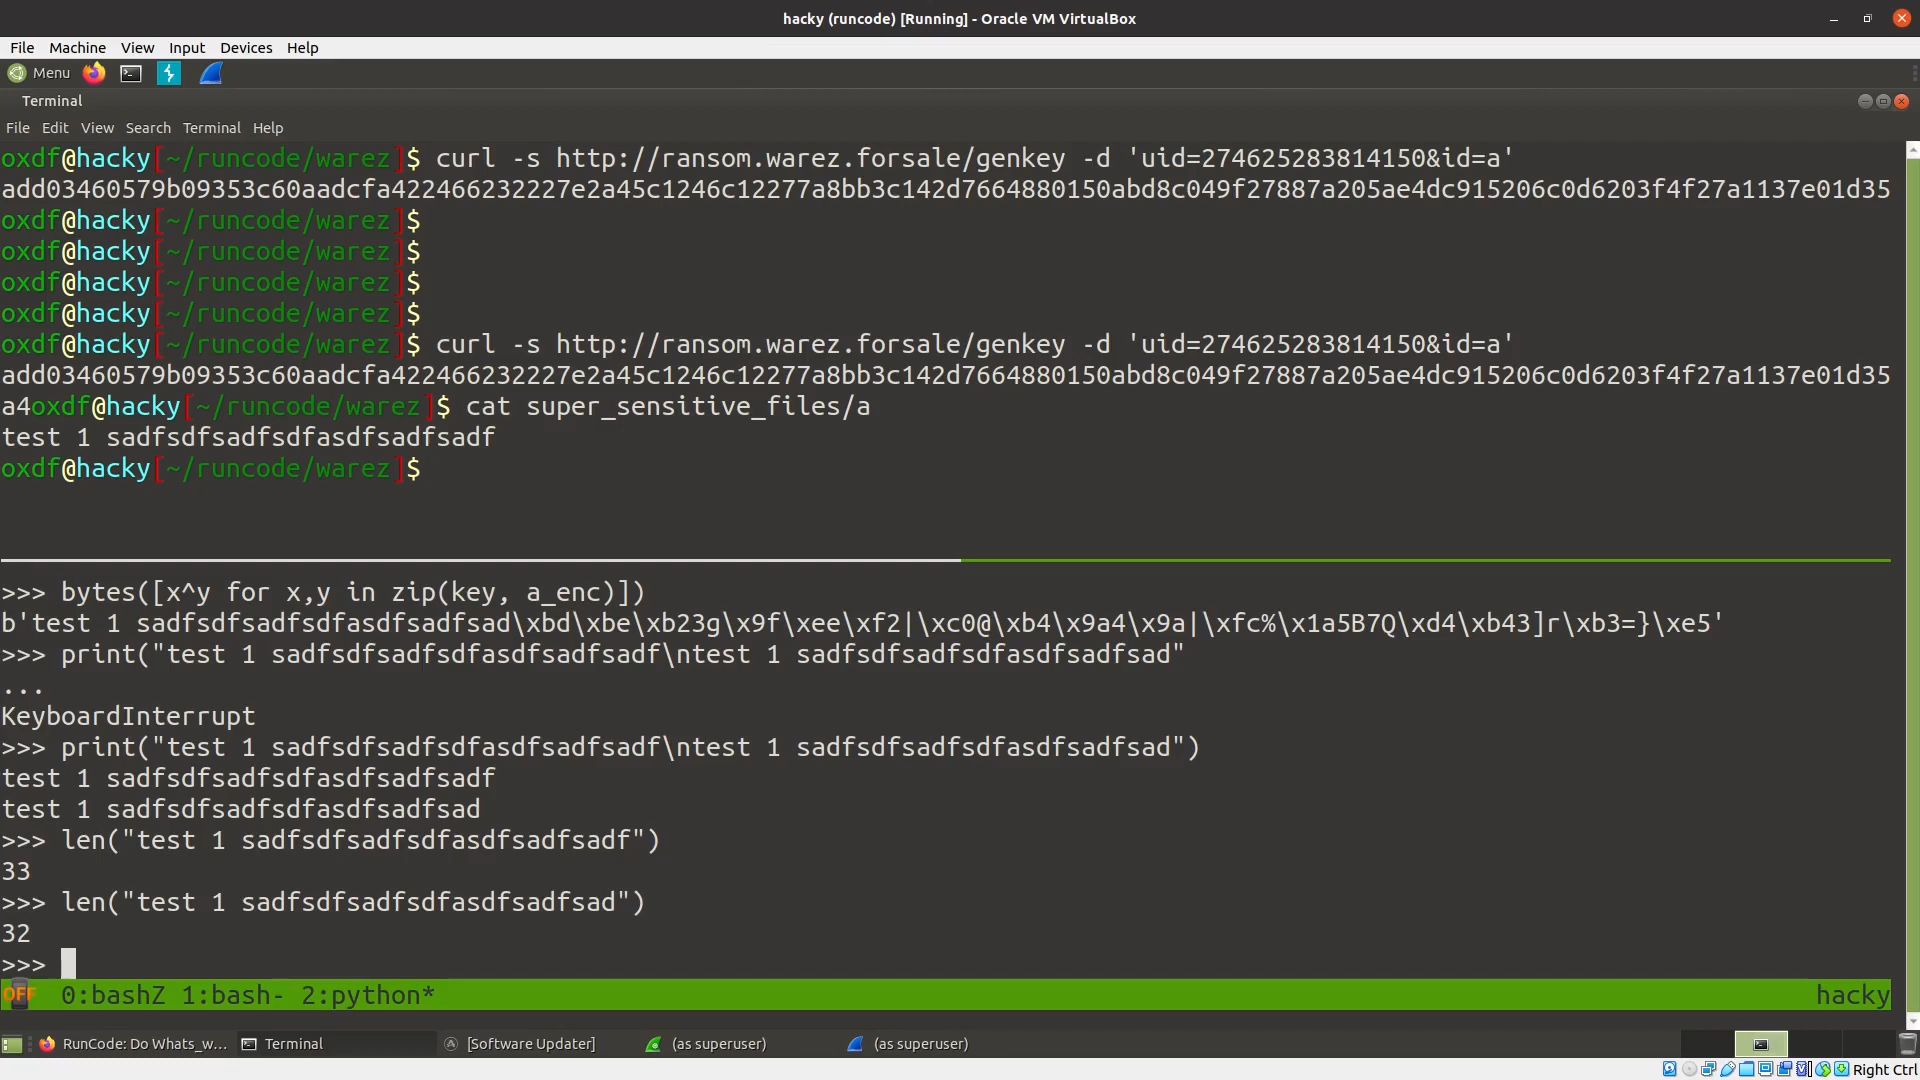 hacky (runcode) [Running] - Oracle VM VirtualBox
File Machine View Input Devices Help
Menu
Terminal
File Edit View Search Terminal Help
oxdf@hacky[~/runcode/warez]$ curl -s http://ransom.warez.forsale/genkey -d 'uid=274625283814150&id=a'
add03460579b09353c60aadcfa422466232227e2a45c1246c12277a8bb3c142d7664880150abd8c049f27887a205ae4dc915206c0d6203f4f27a1137e01d35
oxdf@hacky[~/runcode/warez]$
oxdf@hacky[~/runcode/warez]$
oxdf@hacky[~/runcode/warez]$
oxdf@hacky[~/runcode/warez]$
oxdf@hacky[~/runcode/warez]$ curl -s http://ransom.warez.forsale/genkey -d 'uid=274625283814150&id=a'
add03460579b09353c60aadcfa422466232227e2a45c1246c12277a8bb3c142d7664880150abd8c049f27887a205ae4dc915206c0d6203f4f27a1137e01d35
a4oxdf@hacky[~/runcode/warez]$ cat super_sensitive_files/a
test 1 sadfsdfsadfsdfasdfsadfsadf
oxdf@hacky[~/runcode/warez]$
>>> bytes([x^y for x,y in zip(key, a_enc)])
b'test 1 sadfsdfsadfsdfasdfsadfsad\xbd\xbe\xb23g\x9f\xee\xf2|\xc0@\xb4\x9a4\x9a|\xfc%\x1a5B7Q\xd4\xb43]r\xb3=}\xe5'
>>> print("test 1 sadfsdfsadfsdfasdfsadfsadf\ntest 1 sadfsdfsadfsdfasdfsadfsad"
...
KeyboardInterrupt
>>> print("test 1 sadfsdfsadfsdfasdfsadfsadf\ntest 1 sadfsdfsadfsdfasdfsadfsad")
test 1 sadfsdfsadfsdfasdfsadfsadf
test 1 sadfsdfsadfsdfasdfsadfsad
>>> len("test 1 sadfsdfsadfsdfasdfsadfsadf")
33
>>> len("test 1 sadfsdfsadfsdfasdfsadfsad")
32
>>>
OFF 0:bashZ 1:bash- 2:python* hacky
RunCode: Do Whats_w... Terminal [Software Updater] (as superuser) (as superuser)
Right Ctrl